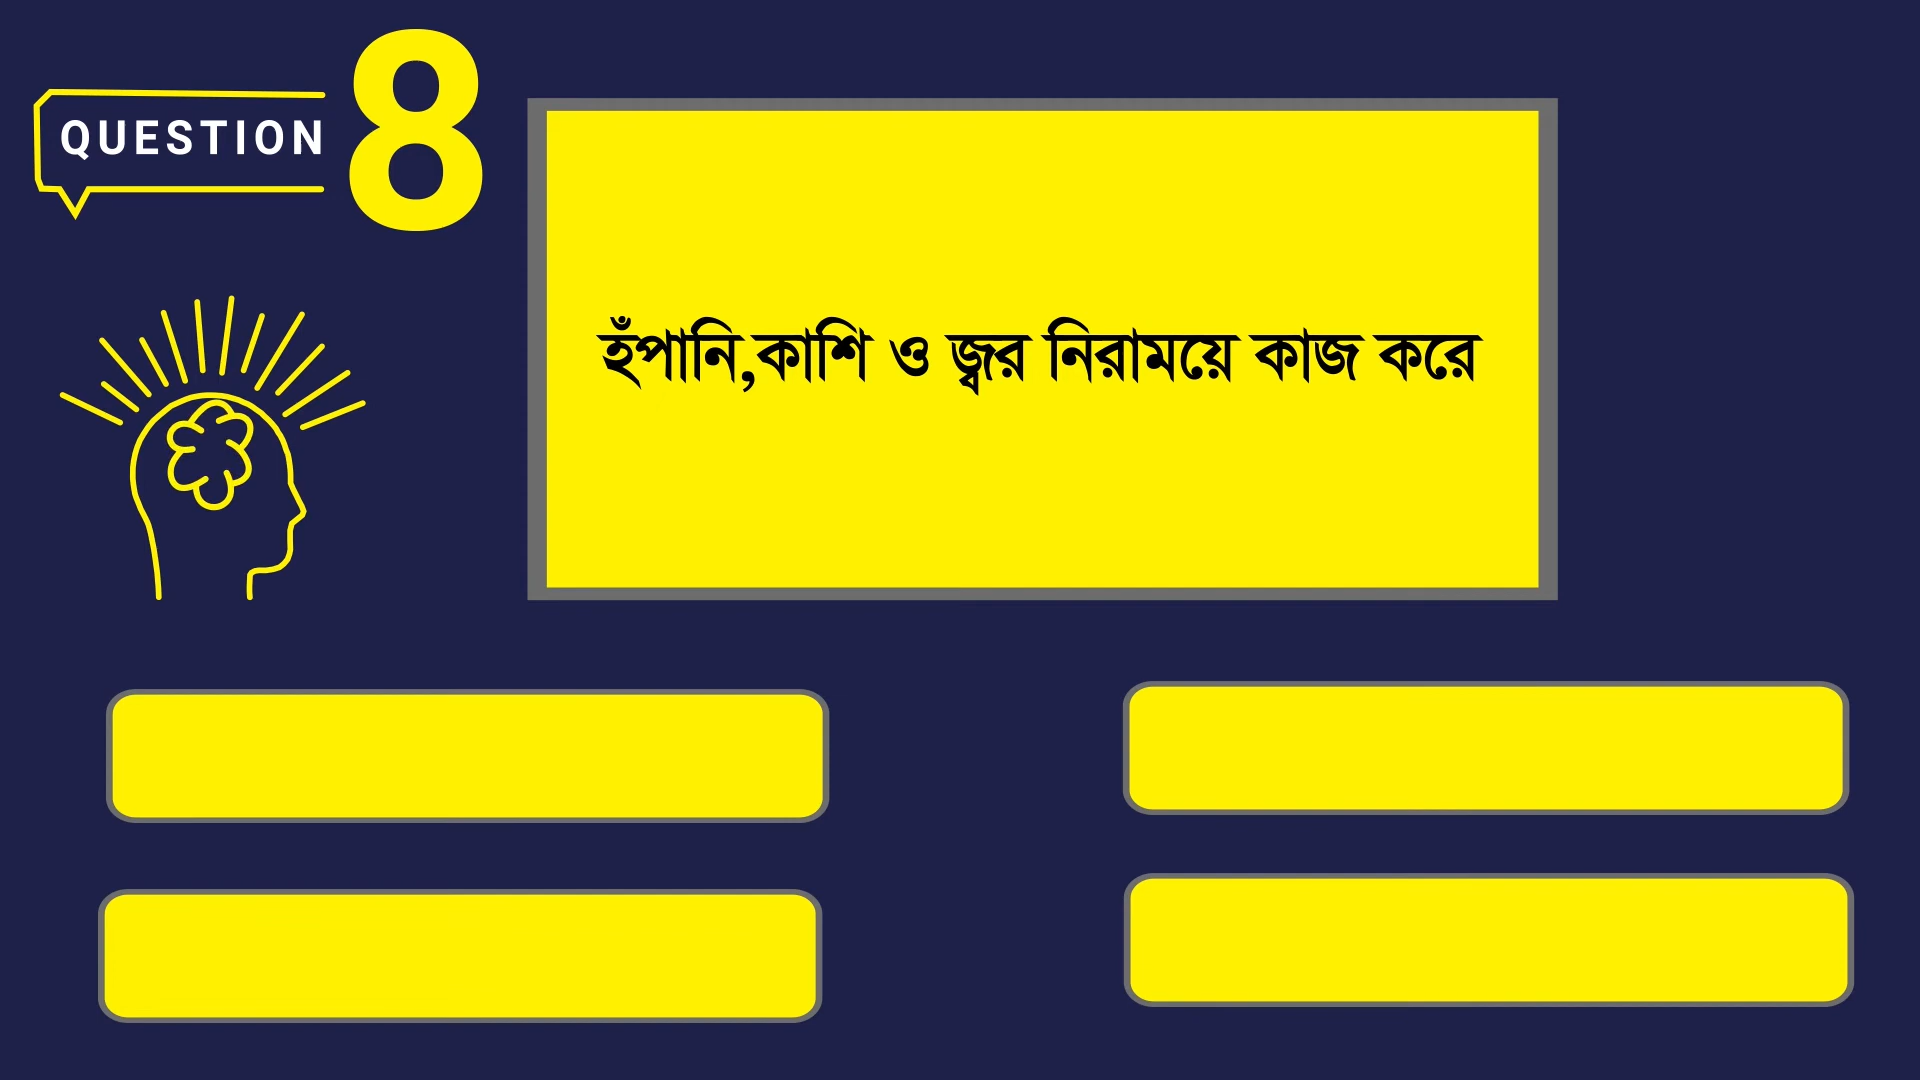 QUESTION 8
হঁপানি,কাশি ও জ্বর নিরাময়ে কাজ করে